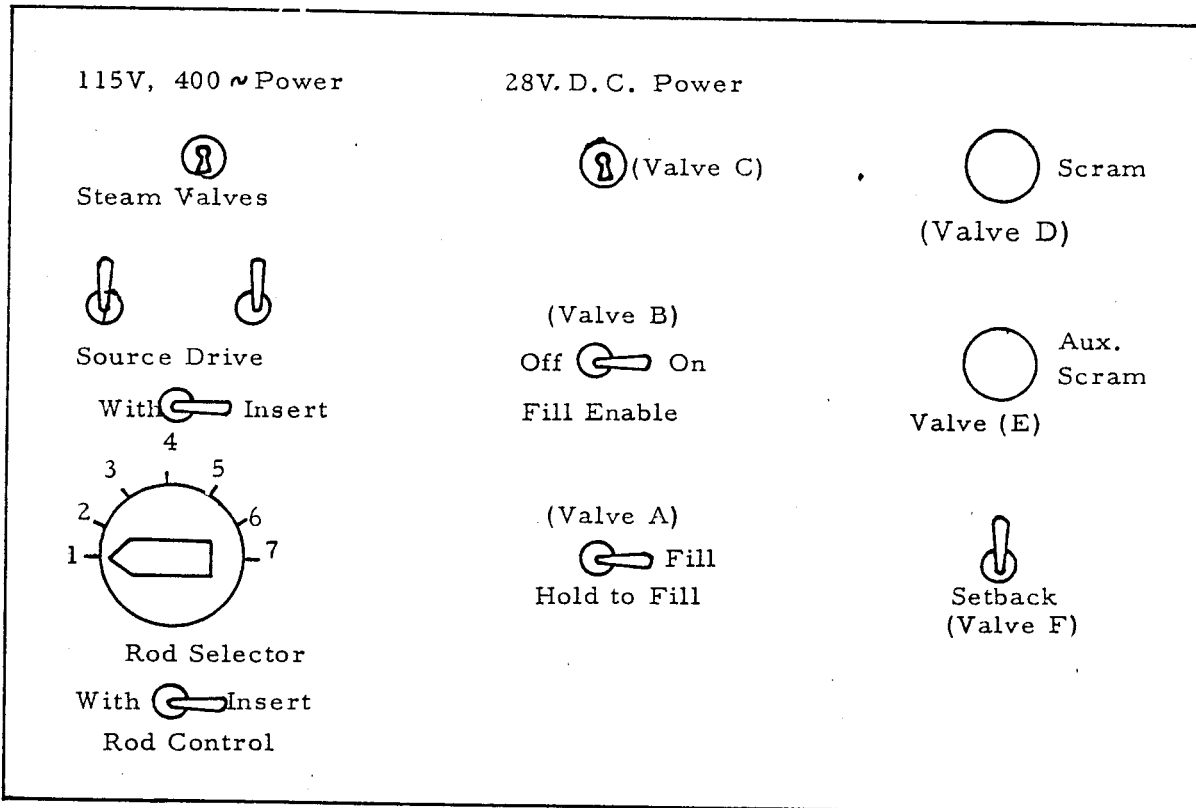 115V, 400 ~ Power
28V. D. C. Power
Steam Valves
(Valve C)
Scram
(Valve D)
Source Drive
With Insert
(Valve B)
Off On
Fill Enable
Aux.
Scram
Valve (E)
4
3 5
2 6
1 7
Rod Selector
With Insert
Rod Control
(Valve A)
Fill
Hold to Fill
Setback
(Valve F)